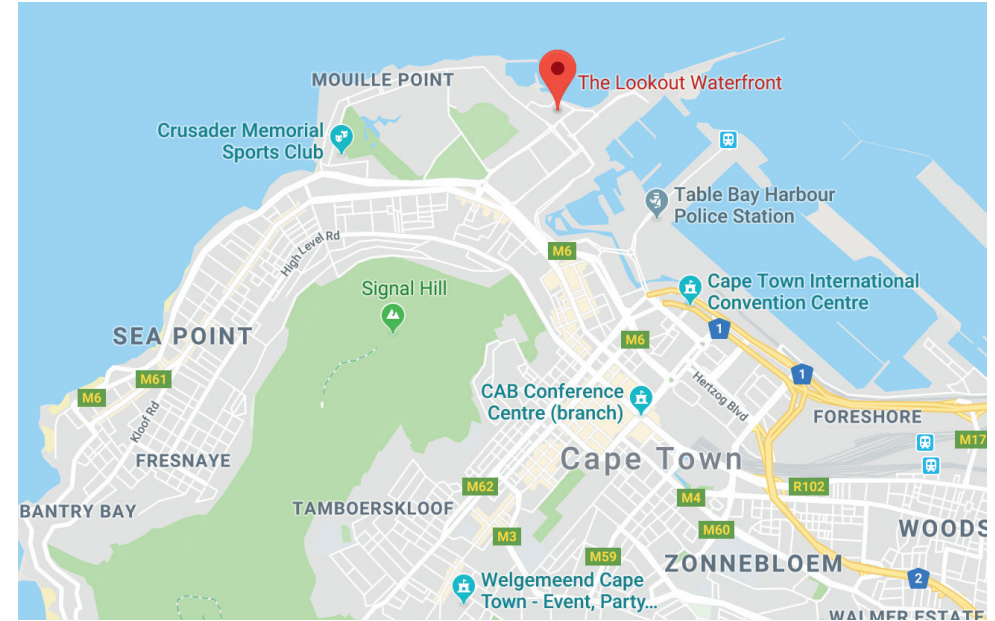 MOUILLE POINT
The Lookout Waterfront
Crusader Memorial
Sports Club
Table Bay Harbour
Police Station
High Level Rd
M6
Signal Hill
Cape Town International
Convention Centre
SEA POINT
1
M6
M61
M6
1
Hertzog Blvd
CAB Conference
Centre (branch)
Kloof Rd
FORESHORE
M17
FRESNAYE
Cape Town
M62
R102
M4
BANTRY BAY
TAMBOERSKLOOF
M3
M60
WOODS
M59
ZONNEBLOEM
2
Welgemeend Cape
Town - Event, Party...
WALMER ESTATE